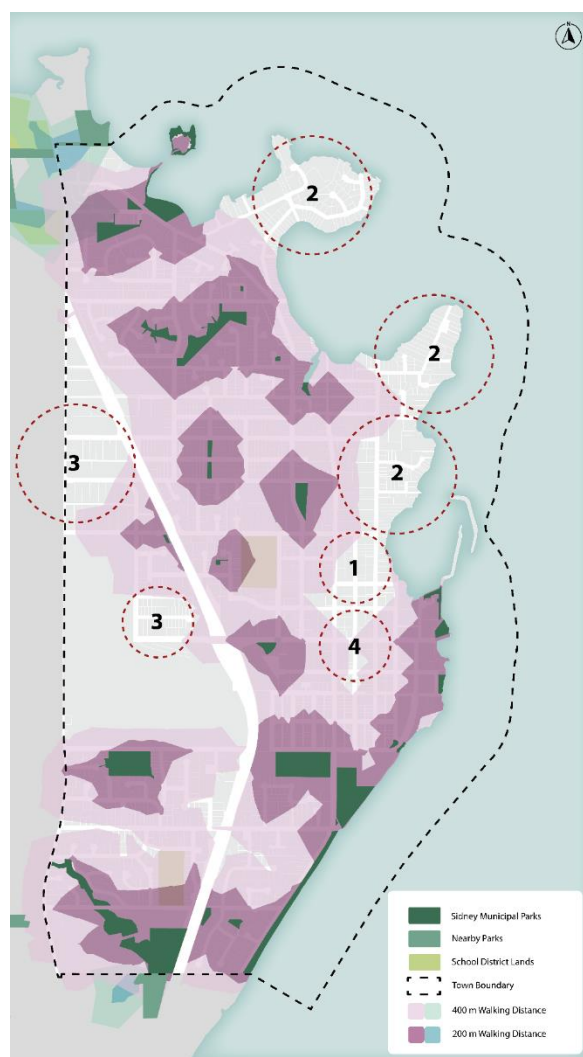 N
2
2
3
2
1
3
4
Sidney Municipal Parks
Nearby Parks
School District Lands
Town Boundary
400 m Walking Distance
200 m Walking Distance